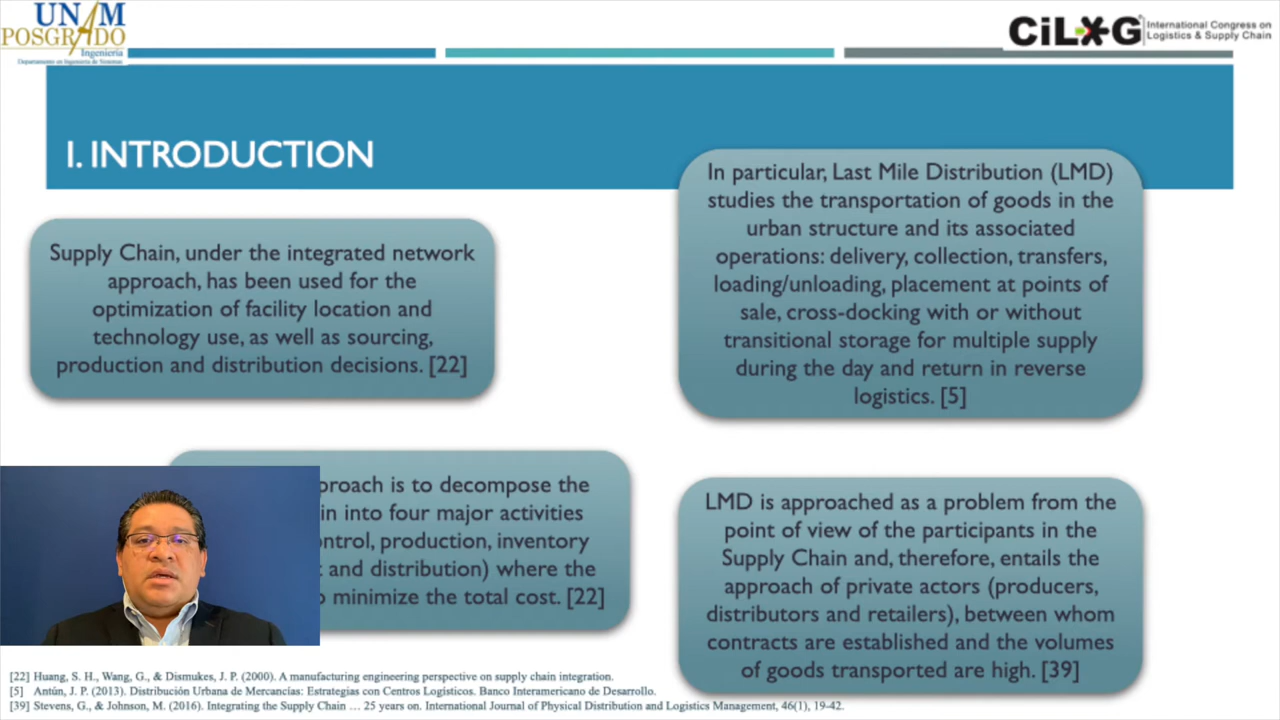 UNAM
POSGRADO
Ingeniería
Departamento en Ingeniería de Sistemas
CiLOG
International Congress on
Logistics & Supply Chain
I. INTRODUCTION
Supply Chain, under the integrated network
approach, has been used for the
optimization of facility location and
technology use, as well as sourcing,
production and distribution decisions. [22]
proach is to decompose the
in into four major activities
ntrol, production, inventory
t and distribution) where the
o minimize the total cost. [22]
In particular, Last Mile Distribution (LMD)
studies the transportation of goods in the
urban structure and its associated
operations: delivery, collection, transfers,
loading/unloading, placement at points of
sale, cross-docking with or without
transitional storage for multiple supply
during the day and return in reverse
logistics. [5]
LMD is approached as a problem from the
point of view of the participants in the
Supply Chain and, therefore, entails the
approach of private actors (producers,
distributors and retailers), between whom
contracts are established and the volumes
of goods transported are high. [39]
[22] Huang, S. H., Wang, G., & Dismukes, J. P. (2000). A manufacturing engineering perspective on supply chain integration.
[5] Antún, J. P. (2013). Distribución Urbana de Mercancías: Estrategias con Centros Logísticos. Banco Interamericano de Desarrollo.
[39] Stevens, G., & Johnson, M. (2016). Integrating the Supply Chain … 25 years on. International Journal of Physical Distribution and Logistics Management, 46(1), 19-42.